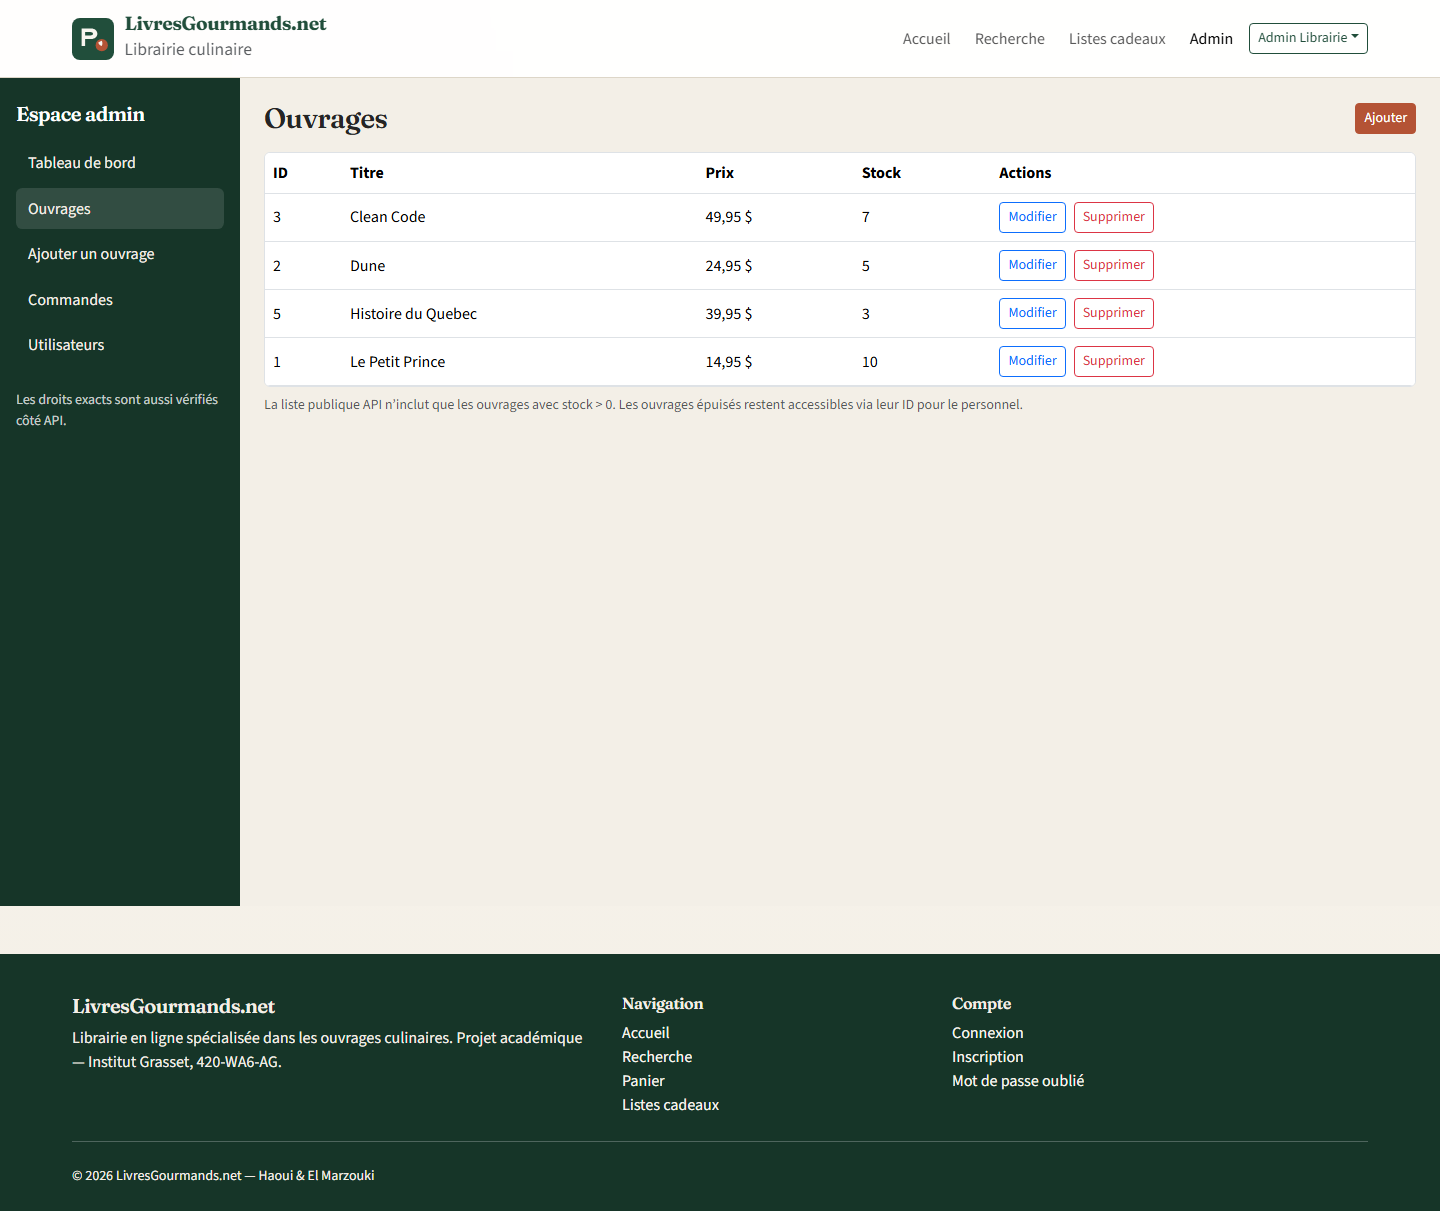 LivresGourmands.net
Librairie culinaire
Accueil Recherche Listes cadeaux Admin Admin Librairie
Espace admin
Tableau de bord
Ouvrages
Ajouter un ouvrage
Commandes
Utilisateurs
Les droits exacts sont aussi vérifiés
côté API.
Ouvrages
Ajouter
ID Titre Prix Stock Actions
3 Clean Code 49,95 $ 7 Modifier Supprimer
2 Dune 24,95 $ 5 Modifier Supprimer
5 Histoire du Quebec 39,95 $ 3 Modifier Supprimer
1 Le Petit Prince 14,95 $ 10 Modifier Supprimer
La liste publique API n’inclut que les ouvrages avec stock > 0. Les ouvrages épuisés restent accessibles via leur ID pour le personnel.
LivresGourmands.net
Librairie en ligne spécialisée dans les ouvrages culinaires. Projet académique
— Institut Grasset, 420-WA6-AG.
Navigation
Accueil
Recherche
Panier
Listes cadeaux
Compte
Connexion
Inscription
Mot de passe oublié
© 2026 LivresGourmands.net — Haoui & El Marzouki